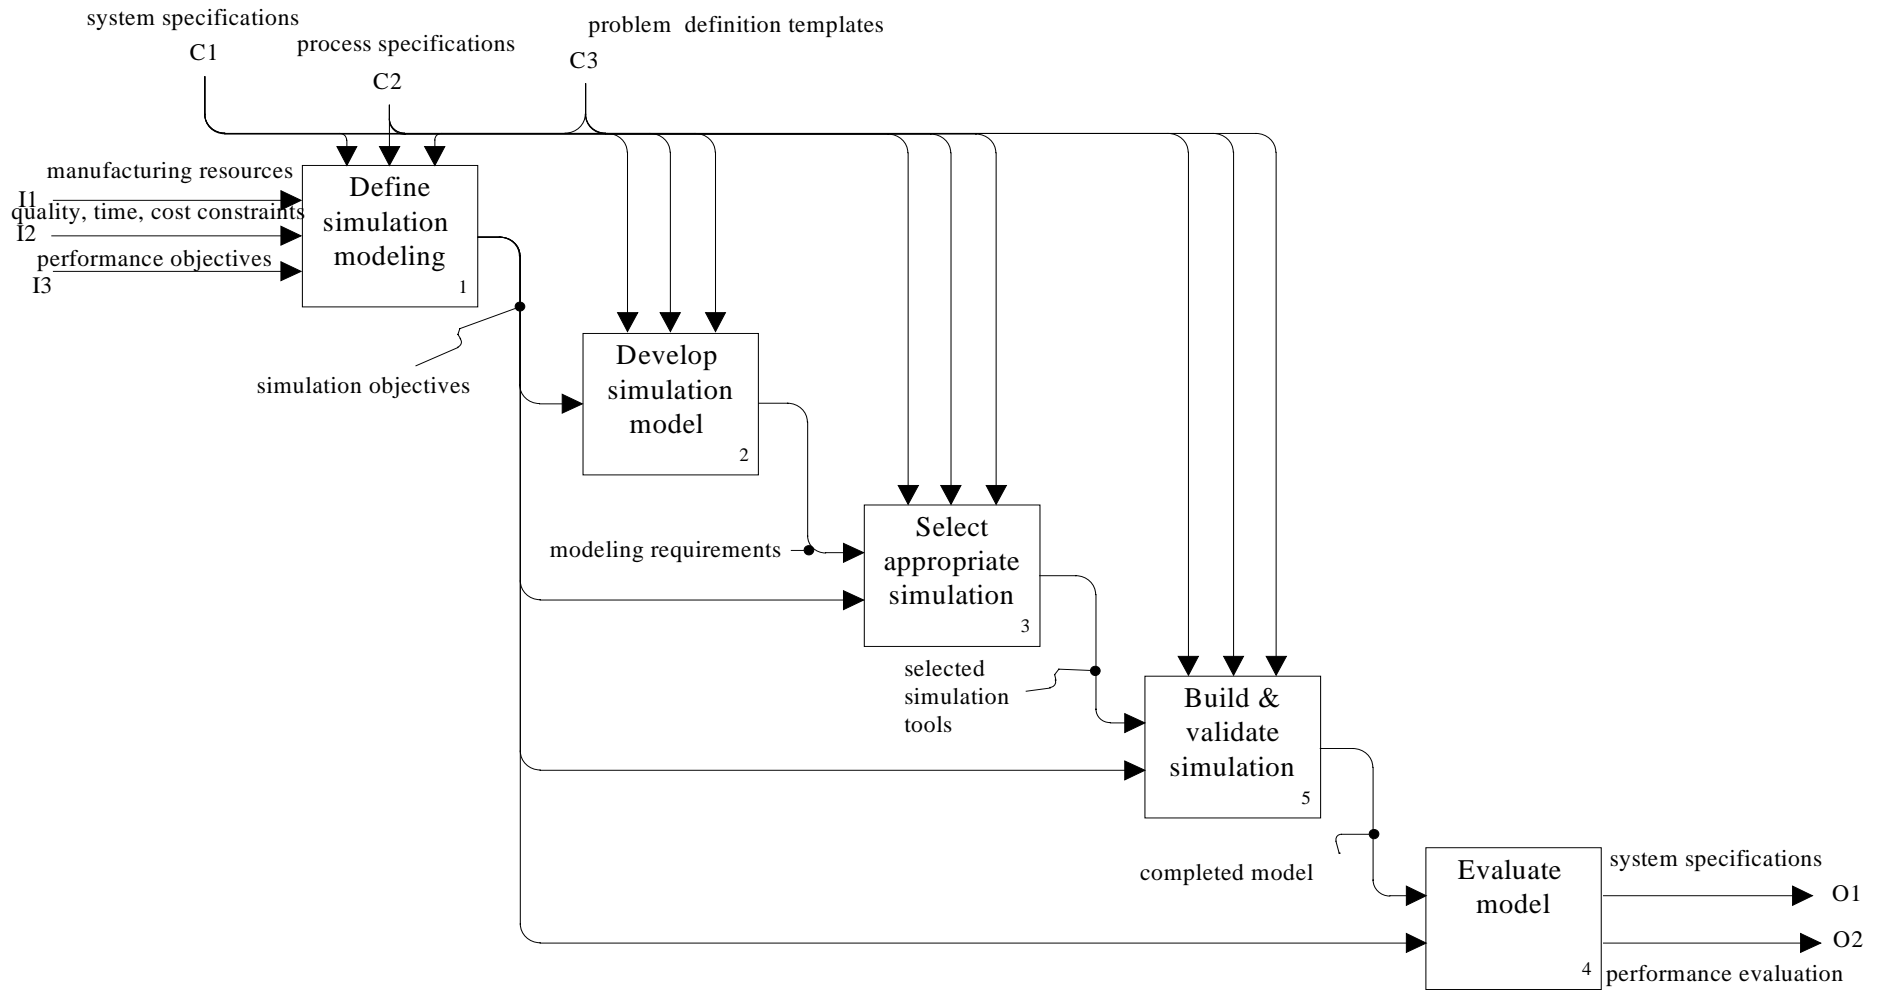 system specifications
C1
process specifications
C2
problem definition templates
C3
manufacturing resources
I1
quality, time, cost constraints
I2
performance objectives
I3
Define
simulation
modeling
1
simulation objectives
Develop
simulation
model
2
modeling requirements
Select
appropriate
simulation
3
selected
simulation
tools
Build &
validate
simulation
5
completed model
Evaluate
model
4
system specifications
O1
O2
performance evaluation